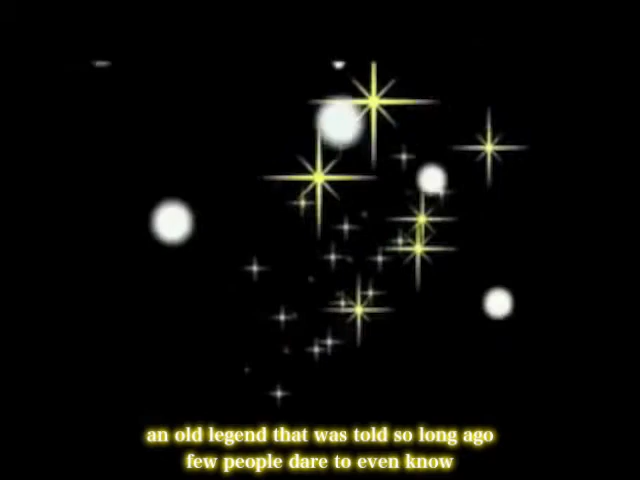 an old legend that was told so long ago
few people dare to even know